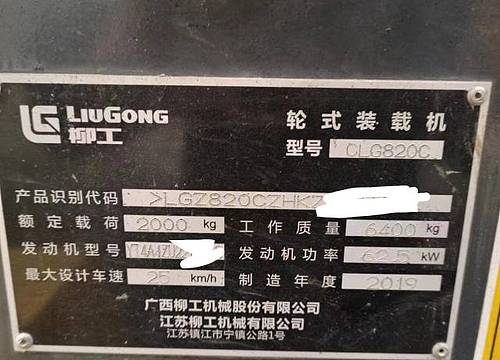 LG LIUGONG
柳工
轮式装载机
型号 CLG820C
产品识别代码 >LGZ820CZHKZ
额定载荷 2000 kg 工作质量 6400 kg
发动机型号 发动机功率 62.5 kW
最大设计车速 25 km/h 制造年度 2019
广西柳工机械股份有限公司
江苏柳工机械有限公司
江苏镇江市宁镇公路1号